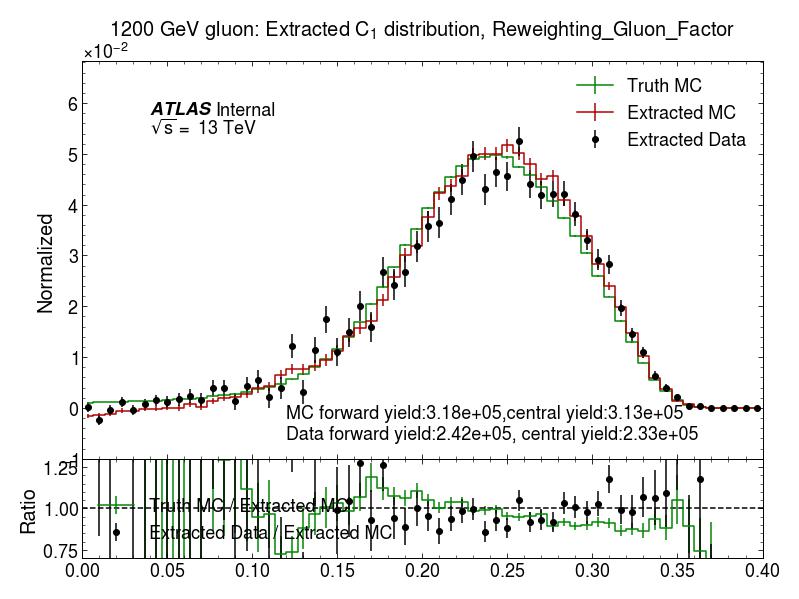 1200 GeV gluon: Extracted C₁ distribution, Reweighting_Gluon_Factor
×10⁻²
ATLAS Internal
√s = 13 TeV
Truth MC
Extracted MC
Extracted Data
Normalized
6
5
4
3
2
1
0
MC forward yield:3.18e+05,central yield:3.13e+05
Data forward yield:2.42e+05, central yield:2.33e+05
Ratio
1
1.25
1.00
0.75
Truth MC / Extracted MC
Extracted Data / Extracted MC
0.00 0.05 0.10 0.15 0.20 0.25 0.30 0.35 0.40